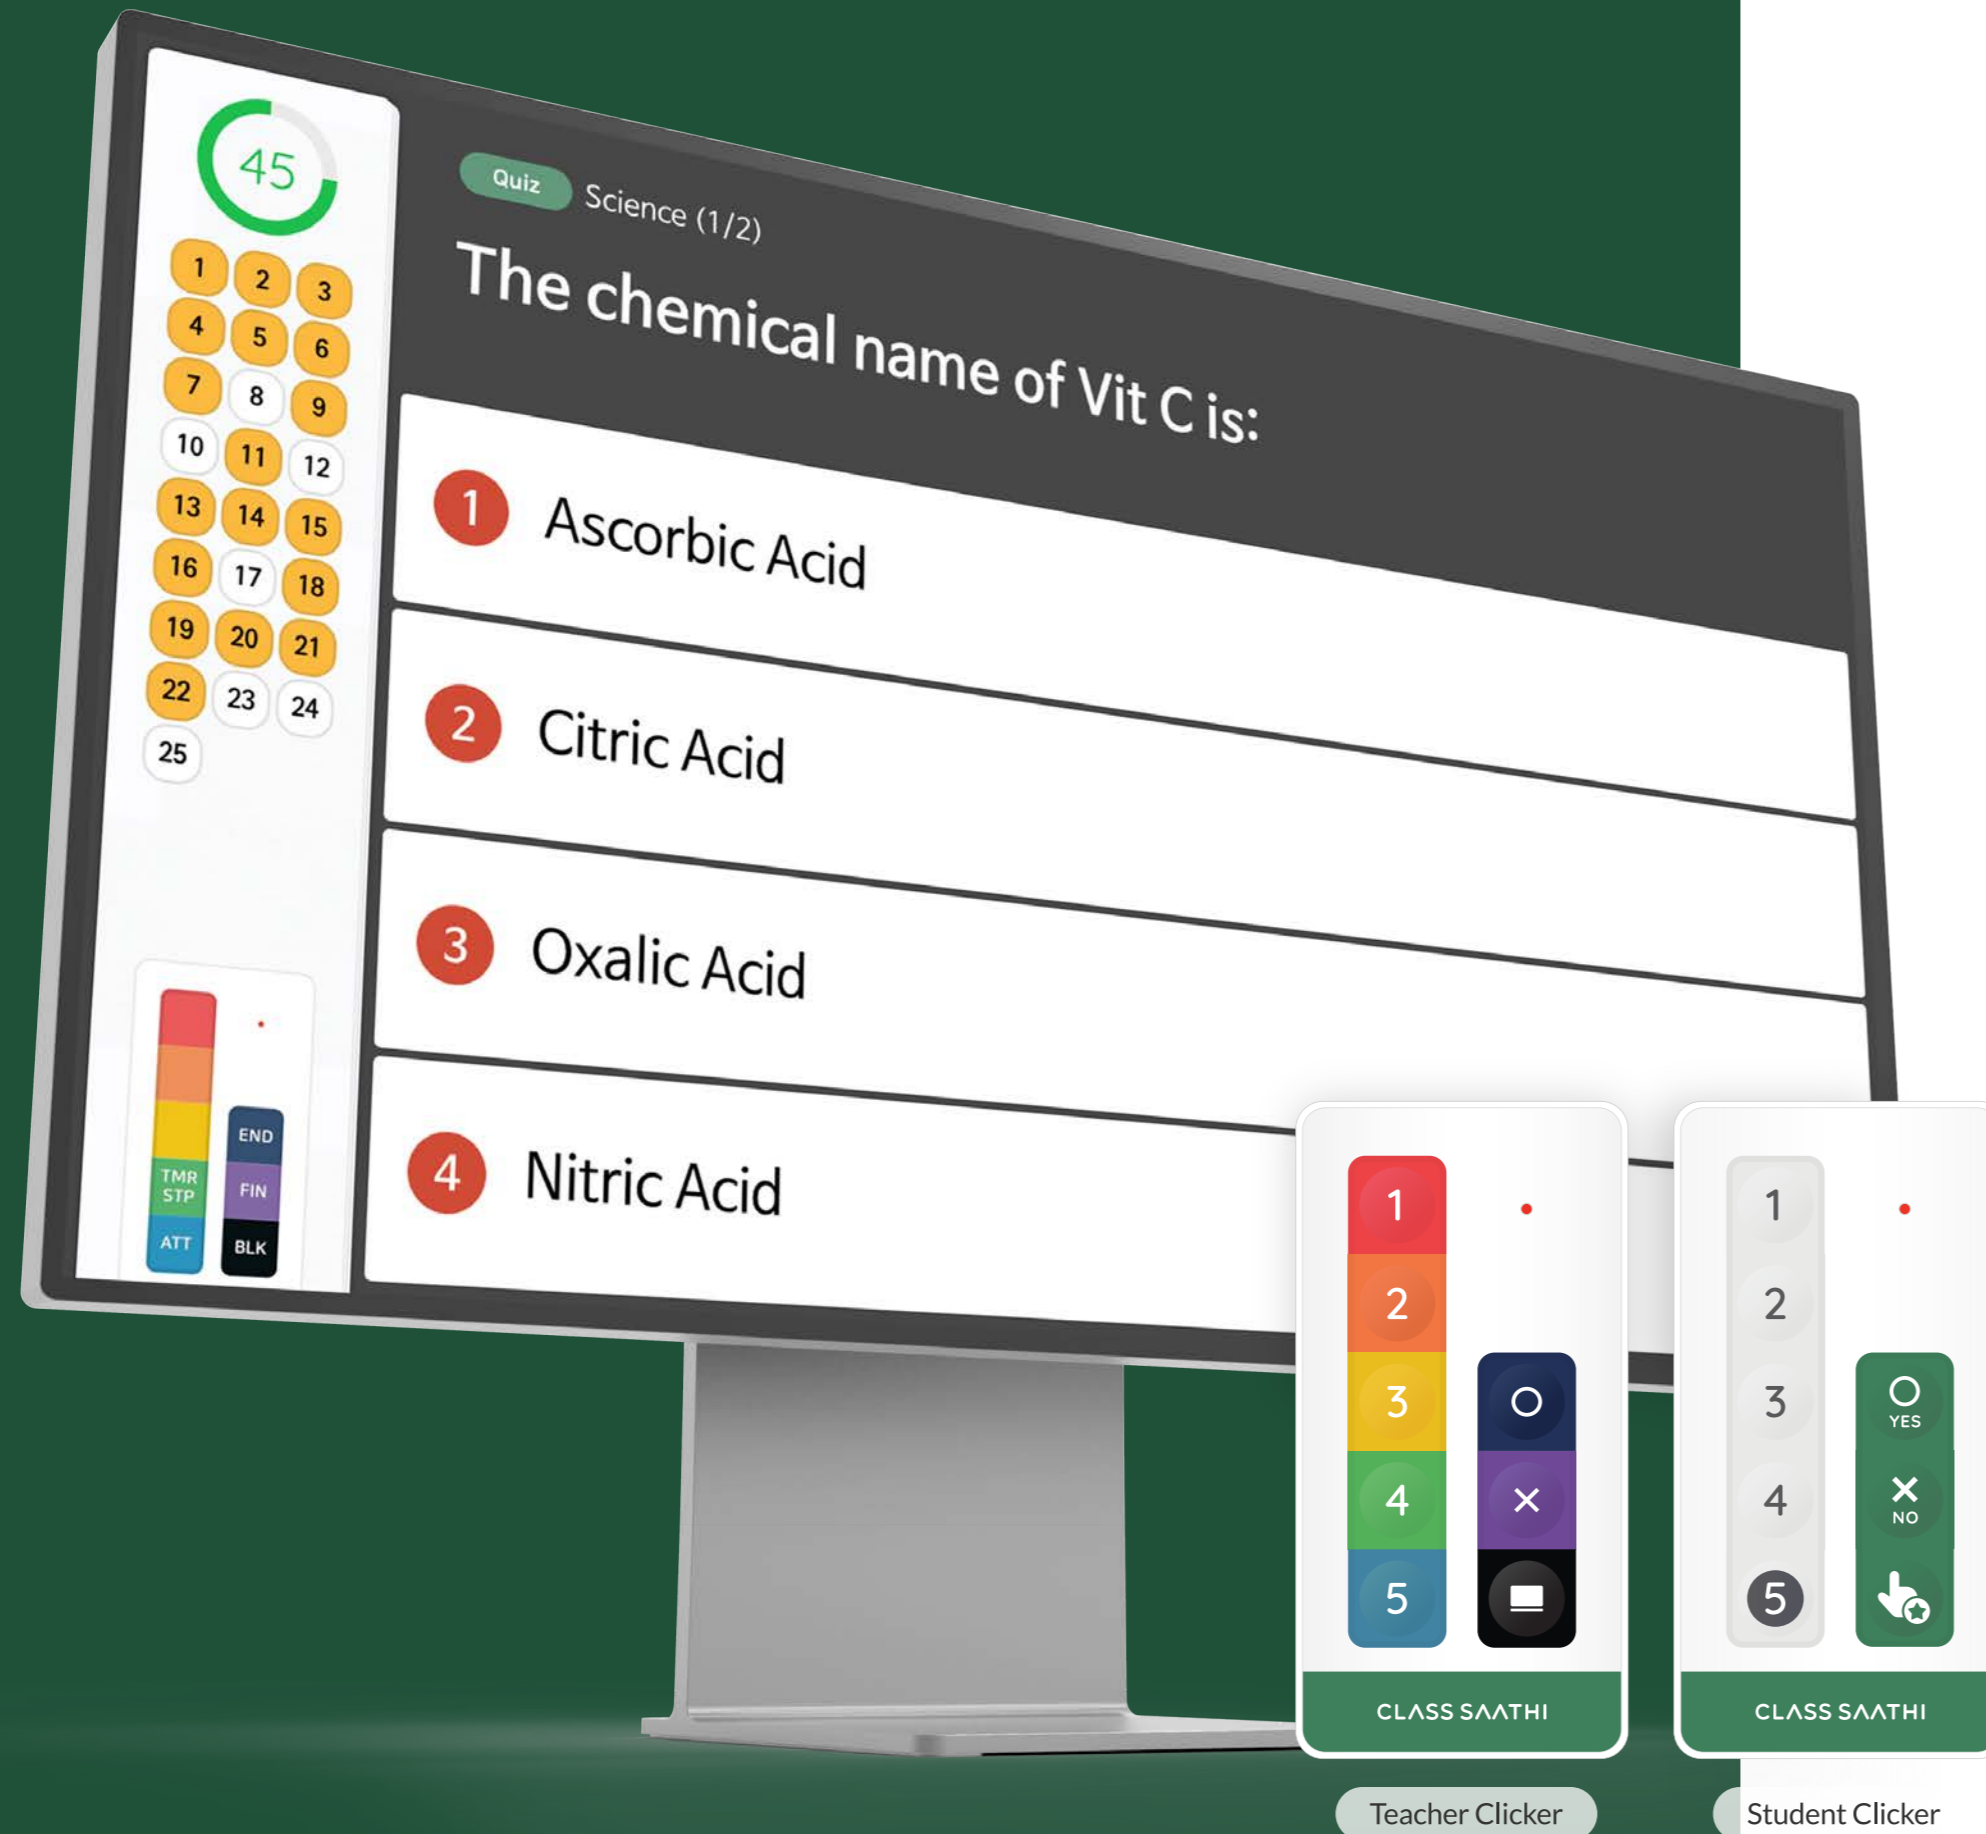 45
1 2 3
4 5 6
7 8 9
10 11 12
13 14 15
16 17 18
19 20 21
22 23 24
25
TMR
STP
ATT
END
FIN
BLK
Quiz Science (1/2)
The chemical name of Vit C is:
1 Ascorbic Acid
2 Citric Acid
3 Oxalic Acid
4 Nitric Acid
1
2
3
4
5
CLASS SAATHI
Teacher Clicker
1
2
3
4
5
YES
NO
CLASS SAATHI
Student Clicker